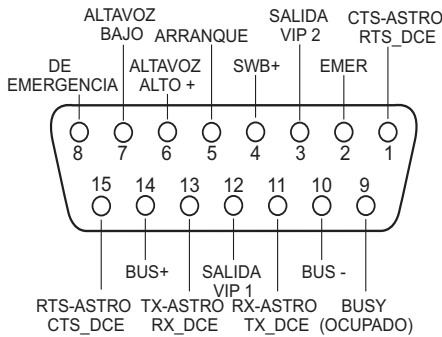 ALTAVOZ
BAJO
ARRANQUE
SALIDA
VIP 2
CTS-ASTRO
RTS_DCE
DE
EMERGENCIA
ALTAVOZ
ALTO +
SWB+
EMER
8 7 6 5 4 3 2 1
15 14 13 12 11 10 9
BUS+
SALIDA
VIP 1
BUS -
RTS-ASTRO
CTS_DCE
TX-ASTRO
RX_DCE
RX-ASTRO
TX_DCE
BUSY
(OCUPADO)